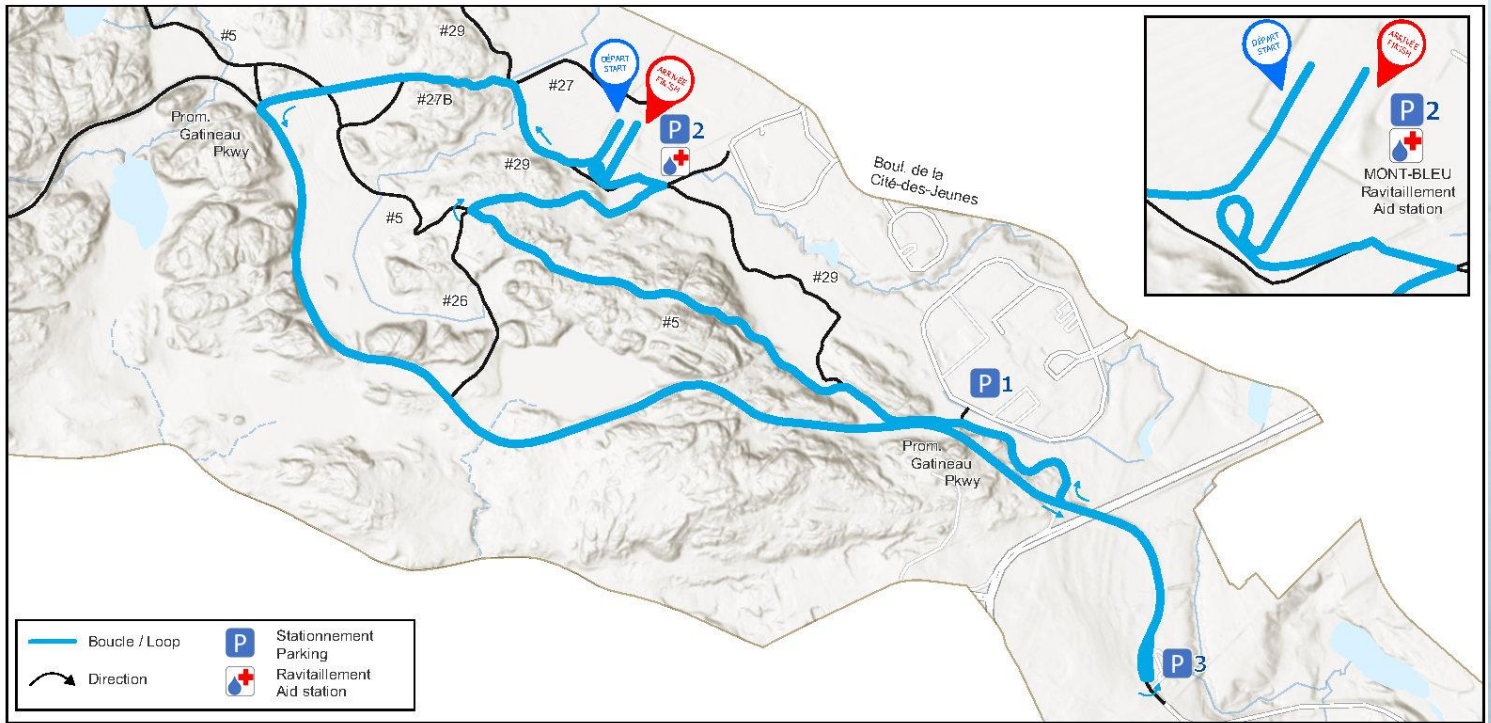 #5
#29
DÉPART
START
ARRIVÉE
FINISH
#27
P 2
#27B
Prom.
Gatineau
Pkwy
#29
Boul. de la
Cité-des-Jeunes
#5
#29
#26
#5
P 1
Prom.
Gatineau
Pkwy
P 3
DÉPART
START
ARRIVÉE
FINISH
P 2
MONT-BLEU
Ravitaillement
Aid station
Boucle / Loop
Direction
P
Stationnement
Parking
Ravitaillement
Aid station